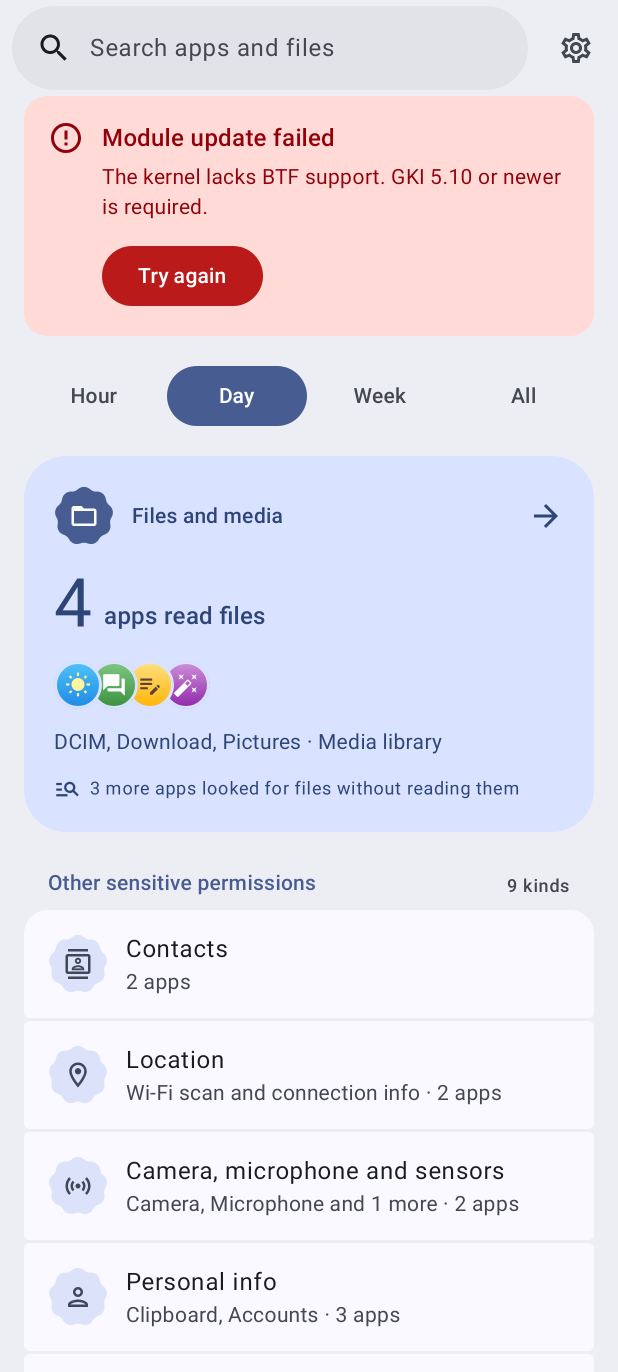 Search apps and files
Module update failed
The kernel lacks BTF support. GKI 5.10 or newer
is required.
Try again
Hour
Day
Week
All
Files and media
4 apps read files
DCIM, Download, Pictures · Media library
3 more apps looked for files without reading them
Other sensitive permissions
9 kinds
Contacts
2 apps
Location
Wi-Fi scan and connection info · 2 apps
Camera, microphone and sensors
Camera, Microphone and 1 more · 2 apps
Personal info
Clipboard, Accounts · 3 apps